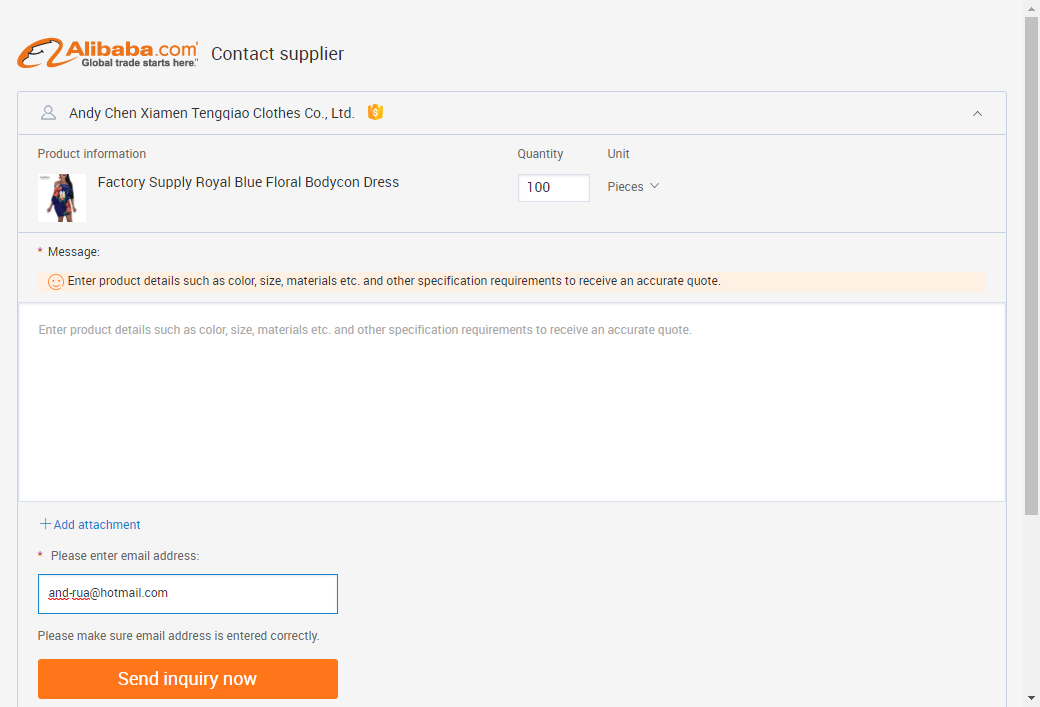 Alibaba.com
Global trade starts here.™
Contact supplier
Andy Chen Xiamen Tengqiao Clothes Co., Ltd.
Product information
Quantity
Unit
Factory Supply Royal Blue Floral Bodycon Dress
100
Pieces
* Message:
Enter product details such as color, size, materials etc. and other specification requirements to receive an accurate quote.
Enter product details such as color, size, materials etc. and other specification requirements to receive an accurate quote.
Add attachment
* Please enter email address:
and-rua@hotmail.com
Please make sure email address is entered correctly.
Send inquiry now